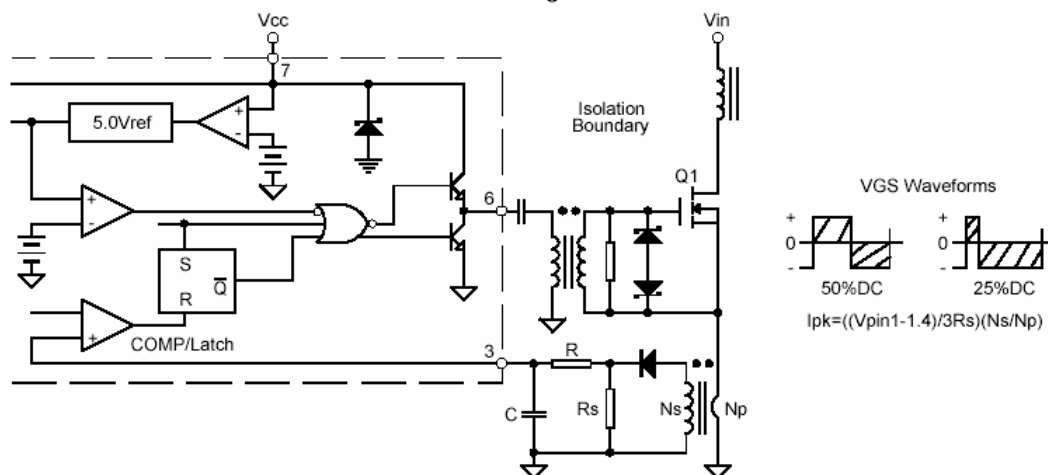 Vcc
Vin
7
5.0Vref
+
-
Isolation
Boundary
Q1
6
VGS Waveforms
+
-
+
0
-
+
0
-
50%DC
25%DC
S
Q
R
Ipk=((Vpin1-1.4)/3Rs)(Ns/Np)
+
COMP/Latch
3
R
C
Rs
Ns
Np